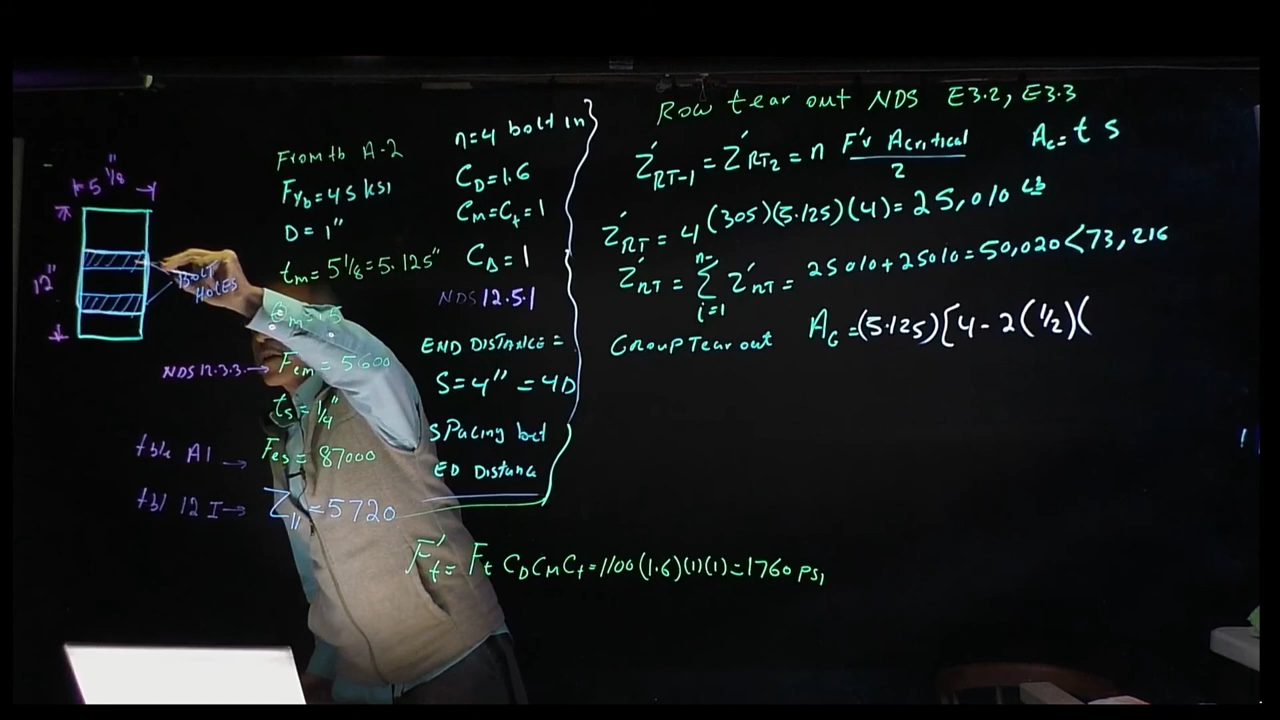 5 1/8"
12"
BOLT
HOLES
From tb A-2
Fyb = 45 ksi
D = 1"
tm = 5 1/8 = 5.125"
NDS 12.3.3 → Fem = 5600
ts = 1/4"
tble A1 → Fes = 87000
tbl 12 I → Z11 = 5720
n=4 bolt in
CD=1.6
CM=Ct=1
CΔ=1
NDS 12.5.1
END DISTANCE =
S=4" = 4D
SPacing bet
ED Distanc
F't = Ft CD CM Ct = 1100 (1.6)(1)(1) = 1760 PSi
Row tear out NDS E3.2, E3.3
Z'RT-1 = Z'RT2 = n F'v Acritical / 2
Ac= t s
Z'RT = 4 (305)(5.125)(4) = 25,010 LB
Z'nT = Σ i=1 n- Z'nT = 25010+25010 = 50,020 < 73,216
Group Tear out AG = (5.125)[4 - 2(1/2)(